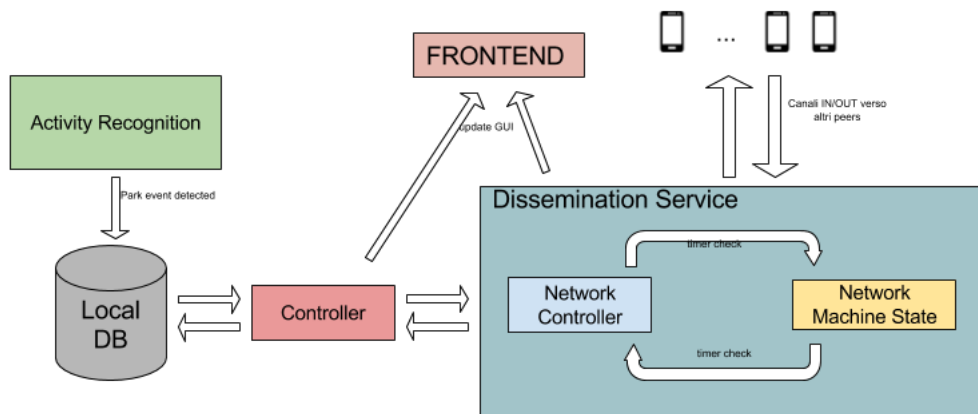 FRONTEND
...
Activity Recognition
Canali IN/OUT verso
altri peers
update GUI
Park event detected
Dissemination Service
timer check
Local
DB
Controller
Network
Controller
Network
Machine State
timer check